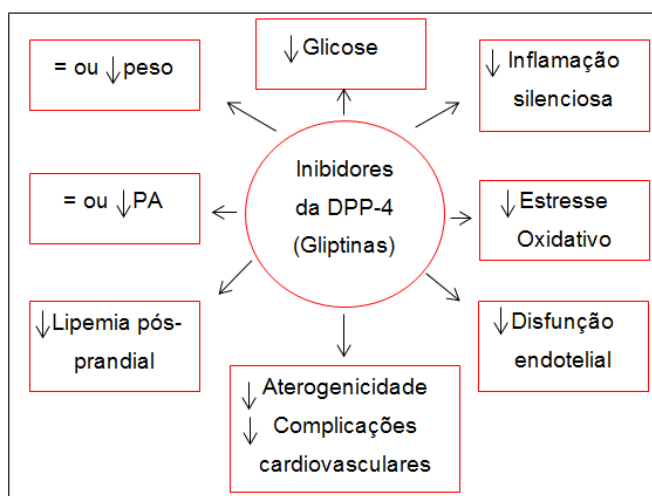 = ou ↓peso
↓ Glicose
↓ Inflamação
silenciosa
Inibidores
da DPP-4
(Gliptinas)
= ou ↓PA
↓ Estresse
Oxidativo
↓Lipemia pós-
prandial
↓ Aterogenicidade
↓ Complicações
cardiovasculares
↓ Disfunção
endotelial